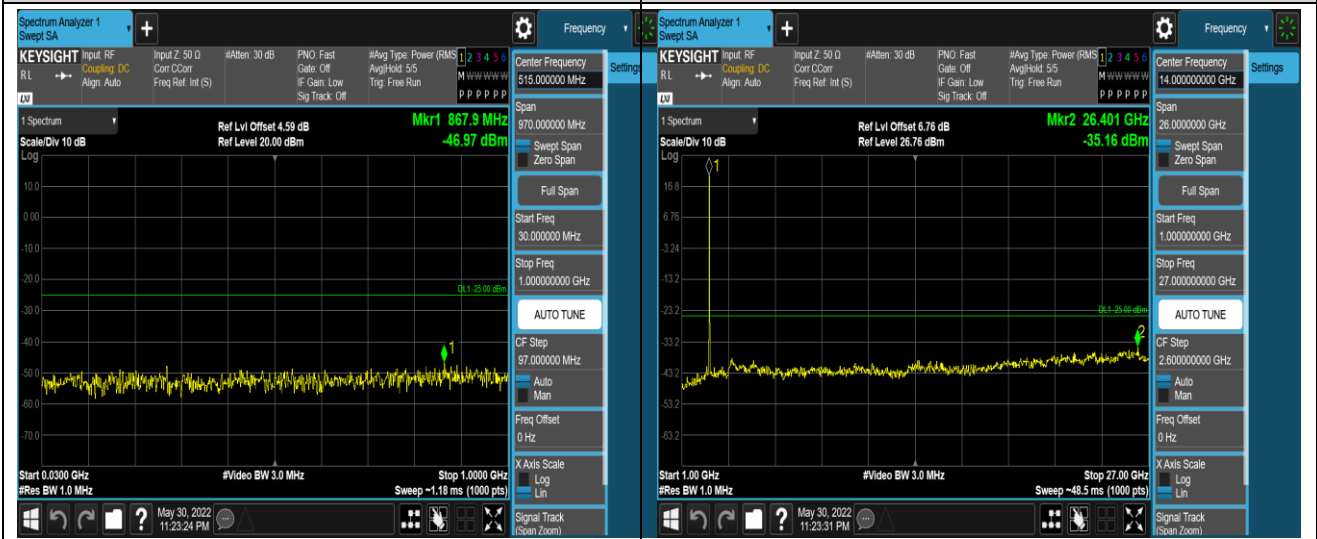 Spectrum Analyzer 1
Swept SA
+
Frequency
KEYSIGHT Input: RF Input Z: 50 Ω #Atten: 30 dB PNO: Fast #Avg Type: Power (RMS 1 2 3 4 5 6
RL Coupling: DC Corr CCorr Gate: Off Avg|Hold: 5/5 M W W W W W
Align: Auto Freq Ref: Int (S) IF Gain: Low Trig: Free Run
Sig Track: Off P P P P P P
LXI
1 Spectrum
Scale/Div 10 dB
Log
Ref Lvl Offset 4.59 dB
Ref Level 20.00 dBm
Mkr1 867.9 MHz
-46.97 dBm
10.0
0.00
-10.0
-20.0
DL1 -25.00 dBm
-30.0
-40.0
1
-50.0
-60.0
-70.0
Start 0.0300 GHz #Video BW 3.0 MHz Stop 1.0000 GHz
#Res BW 1.0 MHz Sweep ~1.18 ms (1000 pts)
May 30, 2022
11:23:24 PM
Center Frequency
515.000000 MHz
Settings
Span
970.000000 MHz
Swept Span
Zero Span
Full Span
Start Freq
30.000000 MHz
Stop Freq
1.000000000 GHz
AUTO TUNE
CF Step
97.000000 MHz
Auto
Man
Freq Offset
0 Hz
X Axis Scale
Log
Lin
Signal Track
(Span Zoom)
Spectrum Analyzer 1
Swept SA
+
Frequency
KEYSIGHT Input: RF Input Z: 50 Ω #Atten: 30 dB PNO: Fast #Avg Type: Power (RMS 1 2 3 4 5 6
RL Coupling: DC Corr CCorr Gate: Off Avg|Hold: 5/5 M W W W W W
Align: Auto Freq Ref: Int (S) IF Gain: Low Trig: Free Run
Sig Track: Off P P P P P P
LXI
1 Spectrum
Scale/Div 10 dB
Log
Ref Lvl Offset 6.76 dB
Ref Level 26.76 dBm
Mkr2 26.401 GHz
-35.16 dBm
1
16.8
6.76
-3.24
-13.2
-23.2
DL1 -25.00 dBm
2
-33.2
-43.2
-53.2
-63.2
Start 1.00 GHz #Video BW 3.0 MHz Stop 27.00 GHz
#Res BW 1.0 MHz Sweep ~48.5 ms (1000 pts)
May 30, 2022
11:23:31 PM
Center Frequency
14.000000000 GHz
Settings
Span
26.0000000 GHz
Swept Span
Zero Span
Full Span
Start Freq
1.000000000 GHz
Stop Freq
27.000000000 GHz
AUTO TUNE
CF Step
2.600000000 GHz
Auto
Man
Freq Offset
0 Hz
X Axis Scale
Log
Lin
Signal Track
(Span Zoom)